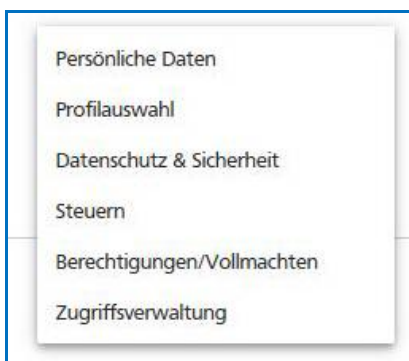 Persönliche Daten
Profilauswahl
Datenschutz & Sicherheit
Steuern
Berechtigungen/Vollmachten
Zugriffsverwaltung